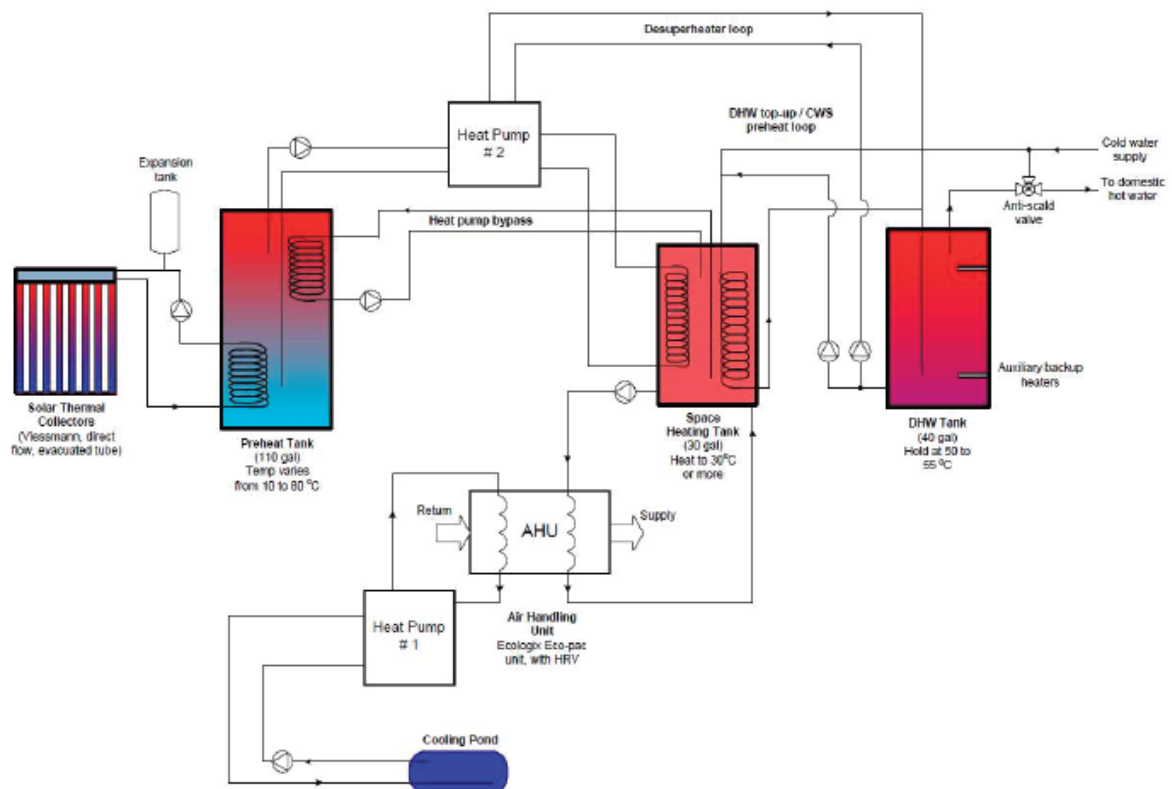 Desuperheater loop
Heat Pump
# 2
DHW top-up / CWS
preheat loop
Cold water
supply
To domestic
hot water
Anti-scald
valve
Expansion
tank
Heat pump bypass
Solar Thermal
Collectors
(Viessmann, direct
flow, evacuated tube)
Preheat Tank
(110 gal)
Temp varies
from 10 to 80 °C
Space
Heating Tank
(30 gal)
Heat to 30°C
or more
Auxiliary backup
heaters
DHW Tank
(40 gal)
Hold at 50 to
55 °C
Return
AHU
Supply
Heat Pump
# 1
Air Handling
Unit
Ecologix Eco-pac
unit, with HRV
Cooling Pond